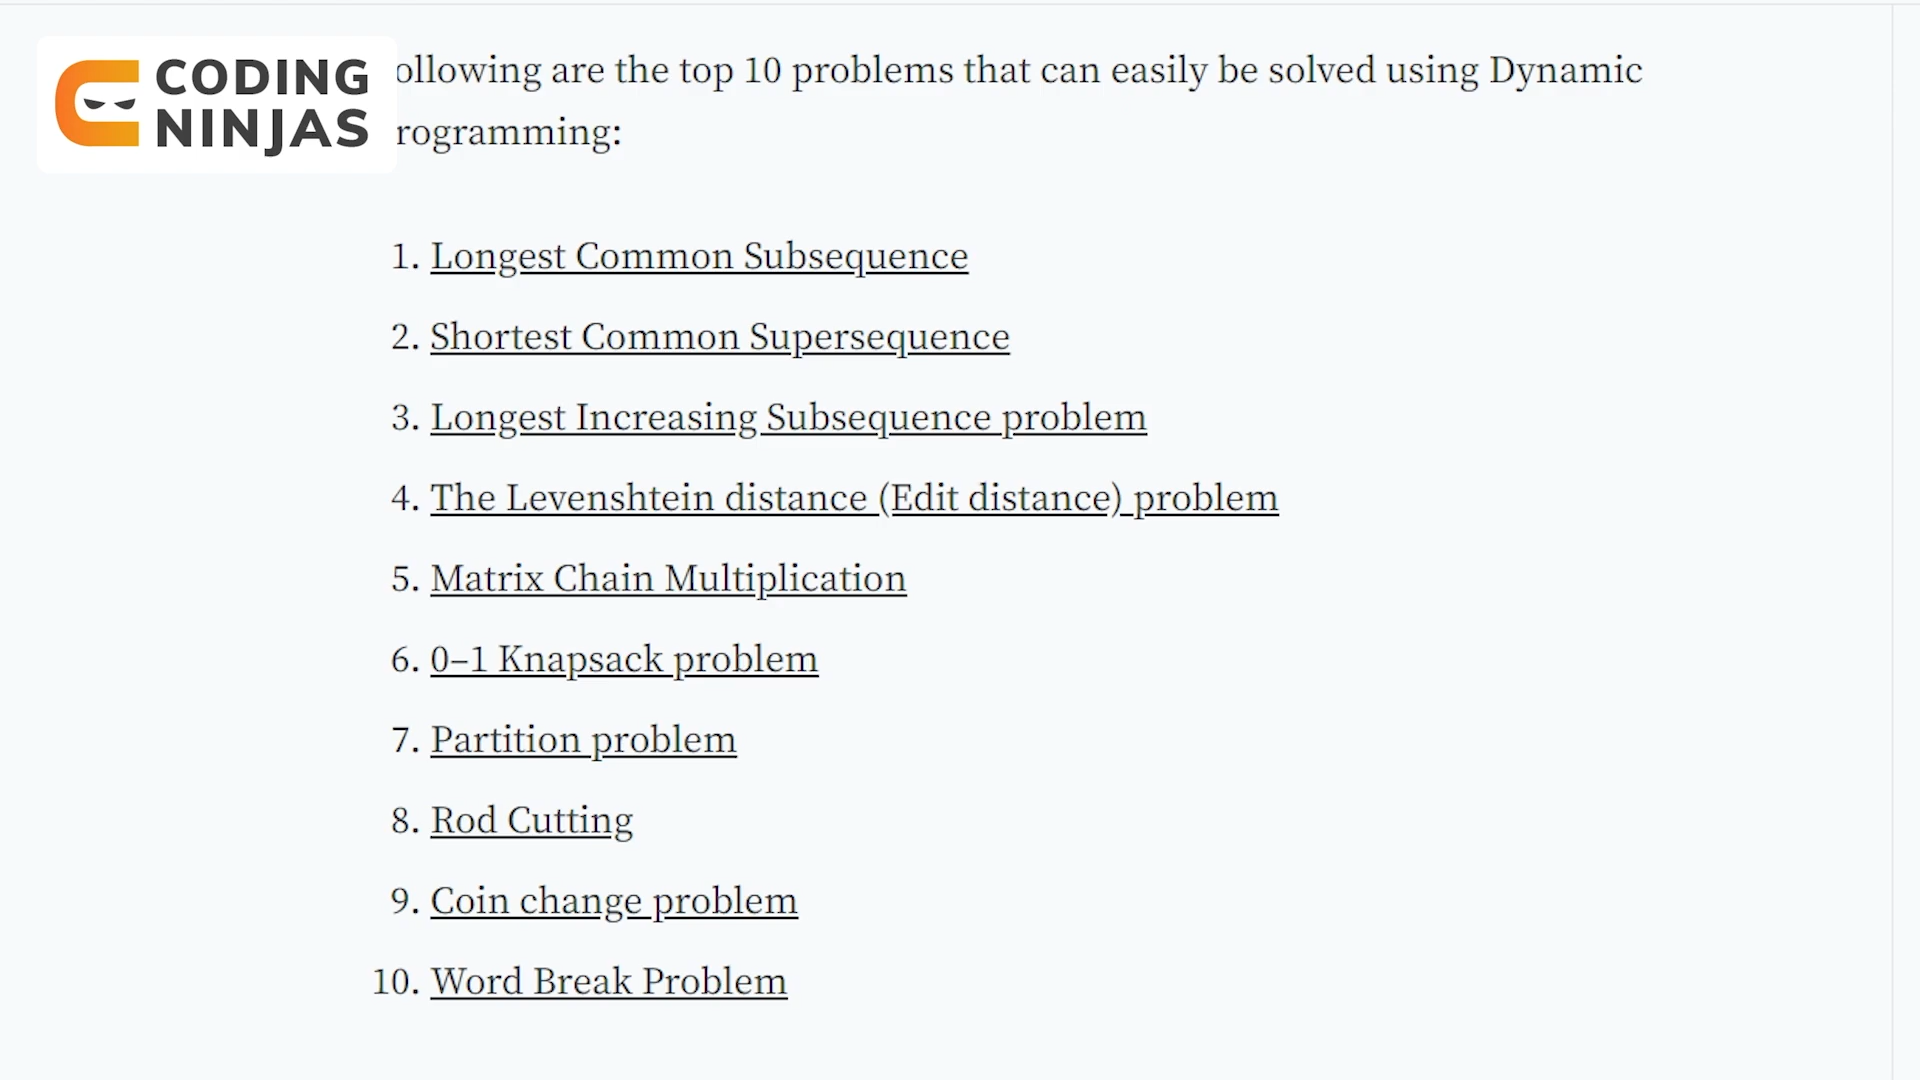 CODING
NINJAS
ollowing are the top 10 problems that can easily be solved using Dynamic
rogramming:
1. Longest Common Subsequence
2. Shortest Common Supersequence
3. Longest Increasing Subsequence problem
4. The Levenshtein distance (Edit distance) problem
5. Matrix Chain Multiplication
6. 0–1 Knapsack problem
7. Partition problem
8. Rod Cutting
9. Coin change problem
10. Word Break Problem